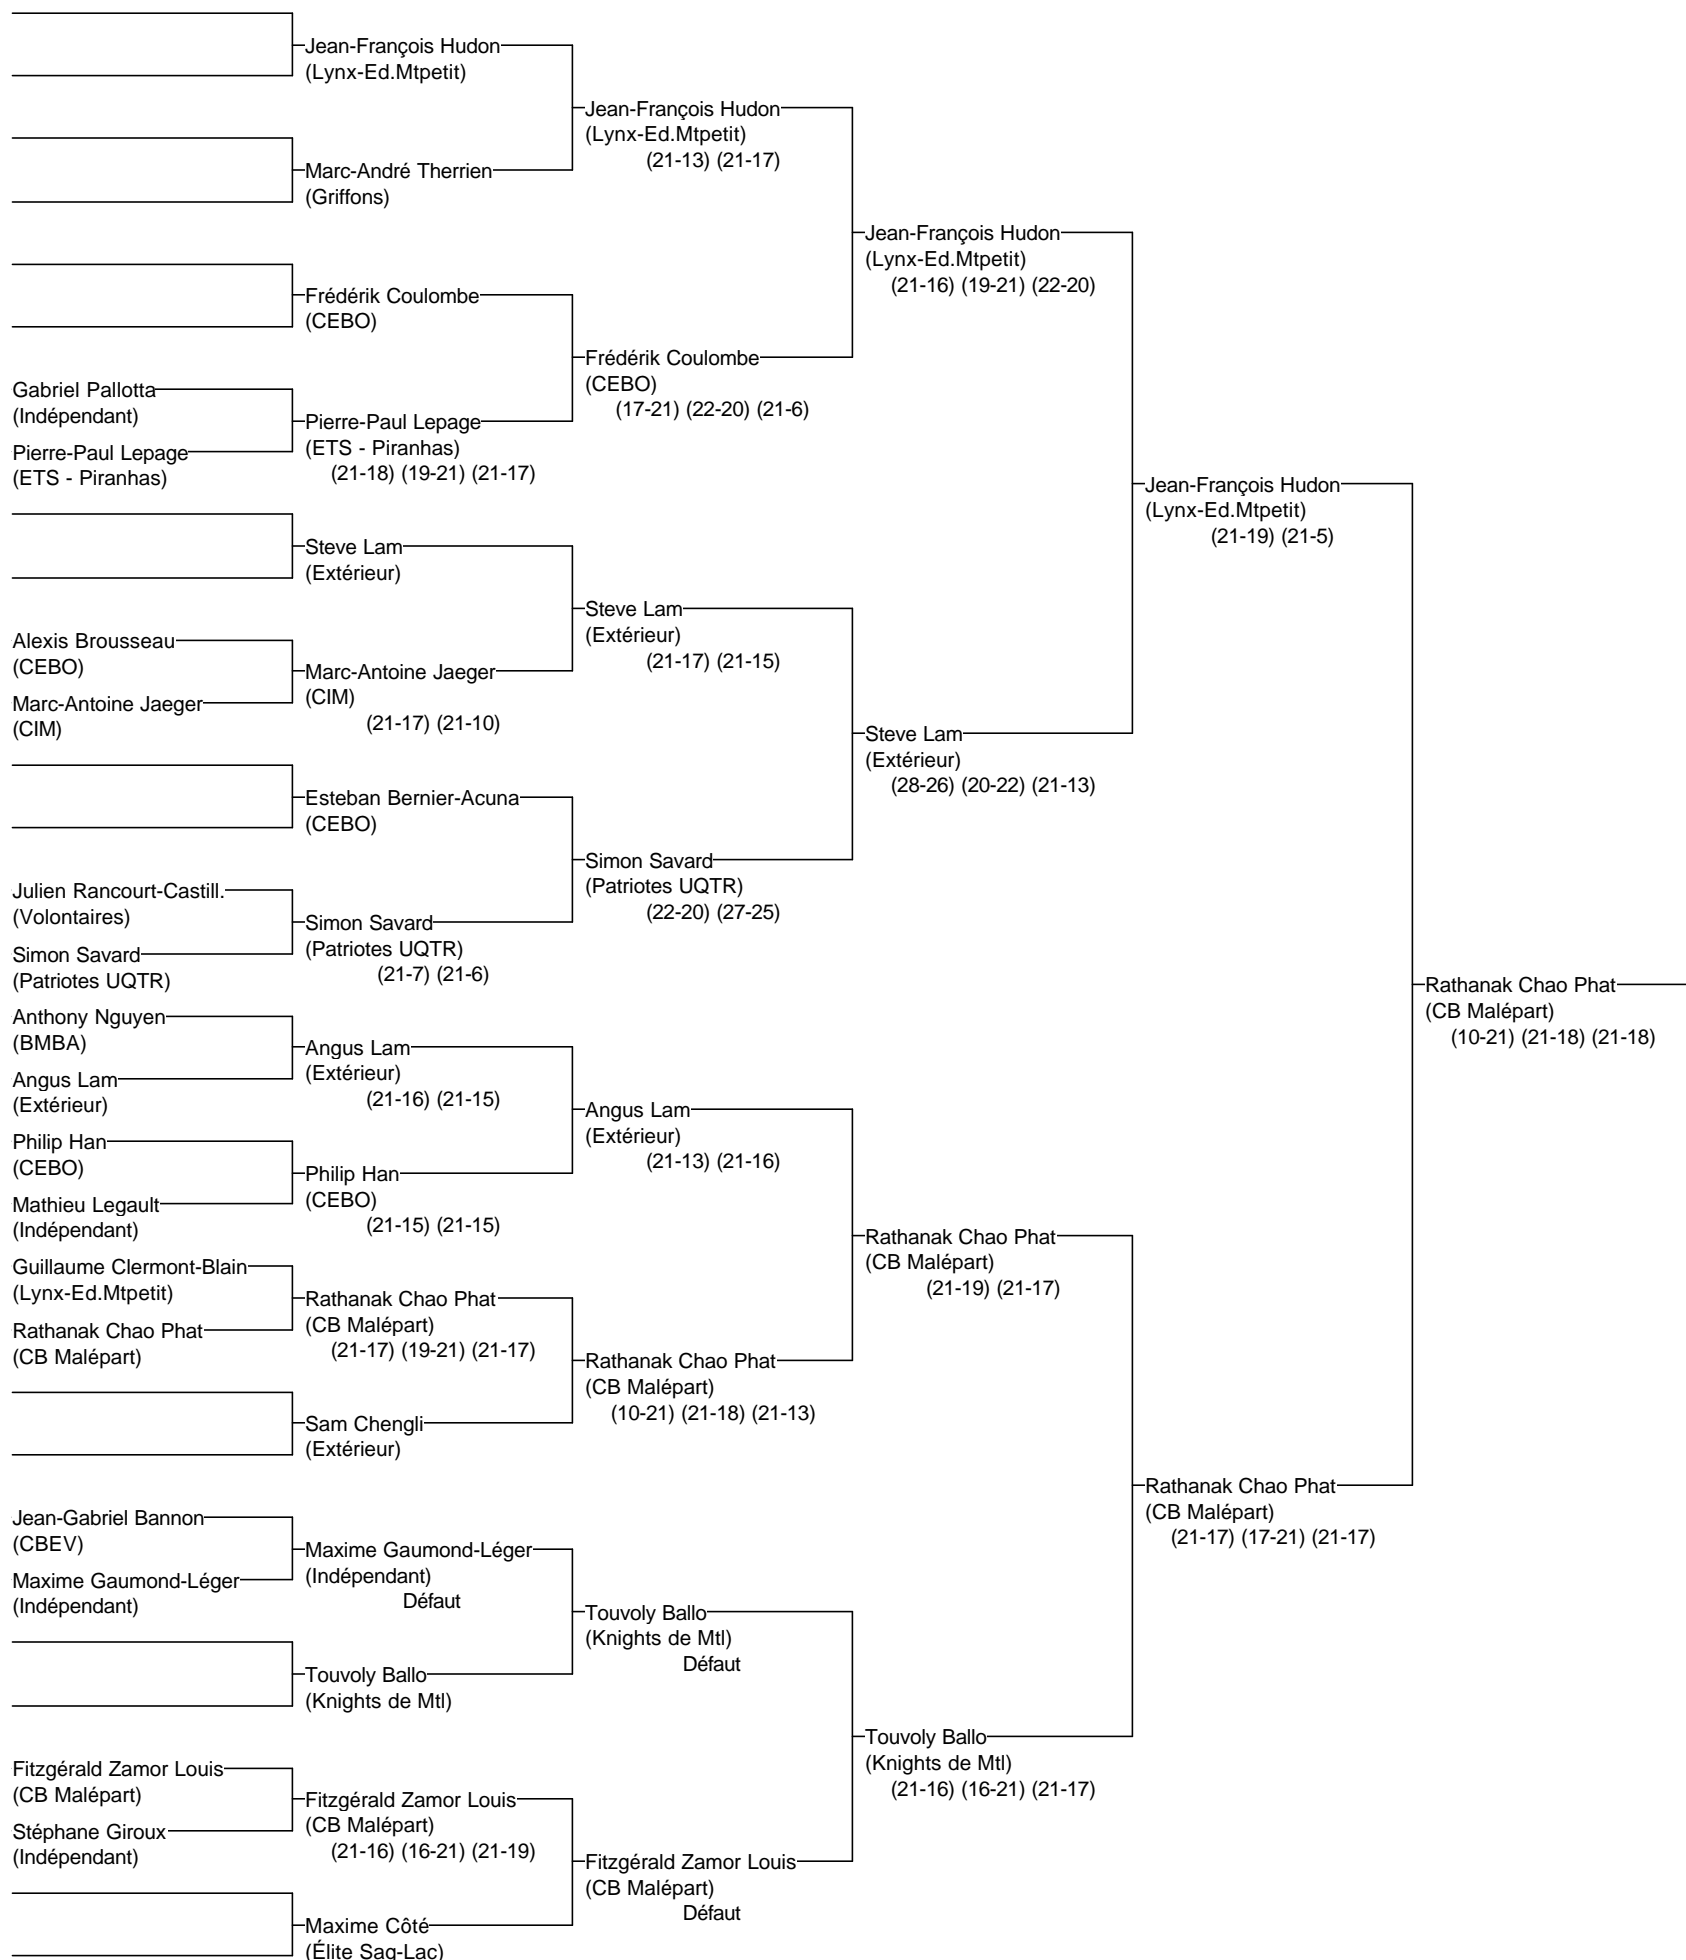 Jean-François Hudon
(Lynx-Ed.Mtpetit)
Jean-François Hudon
(Lynx-Ed.Mtpetit)
(21-13) (21-17)
Marc-André Therrien
(Griffons)
Jean-François Hudon
(Lynx-Ed.Mtpetit)
(21-16) (19-21) (22-20)
Frédérik Coulombe
(CEBO)
Frédérik Coulombe
(CEBO)
(17-21) (22-20) (21-6)
Gabriel Pallotta
(Indépendant)
Pierre-Paul Lepage
(ETS - Piranhas)
(21-18) (19-21) (21-17)
Pierre-Paul Lepage
(ETS - Piranhas)
Jean-François Hudon
(Lynx-Ed.Mtpetit)
(21-19) (21-5)
Steve Lam
(Extérieur)
Steve Lam
(Extérieur)
(21-17) (21-15)
Alexis Brousseau
(CEBO)
Marc-Antoine Jaeger
(CIM)
(21-17) (21-10)
Marc-Antoine Jaeger
(CIM)
Steve Lam
(Extérieur)
(28-26) (20-22) (21-13)
Esteban Bernier-Acuna
(CEBO)
Simon Savard
(Patriotes UQTR)
(22-20) (27-25)
Julien Rancourt-Castill.
(Volontaires)
Simon Savard
(Patriotes UQTR)
(21-7) (21-6)
Simon Savard
(Patriotes UQTR)
Rathanak Chao Phat
(CB Malépart)
(10-21) (21-18) (21-18)
Anthony Nguyen
(BMBA)
Angus Lam
(Extérieur)
(21-16) (21-15)
Angus Lam
(Extérieur)
Angus Lam
(Extérieur)
(21-13) (21-16)
Philip Han
(CEBO)
Philip Han
(CEBO)
(21-15) (21-15)
Mathieu Legault
(Indépendant)
Rathanak Chao Phat
(CB Malépart)
(21-19) (21-17)
Guillaume Clermont-Blain
(Lynx-Ed.Mtpetit)
Rathanak Chao Phat
(CB Malépart)
(21-17) (19-21) (21-17)
Rathanak Chao Phat
(CB Malépart)
Rathanak Chao Phat
(CB Malépart)
(10-21) (21-18) (21-13)
Sam Chengli
(Extérieur)
Rathanak Chao Phat
(CB Malépart)
(21-17) (17-21) (21-17)
Jean-Gabriel Bannon
(CBEV)
Maxime Gaumond-Léger
(Indépendant)
Défaut
Maxime Gaumond-Léger
(Indépendant)
Touvoly Ballo
(Knights de Mtl)
Défaut
Touvoly Ballo
(Knights de Mtl)
Touvoly Ballo
(Knights de Mtl)
(21-16) (16-21) (21-17)
Fitzgérald Zamor Louis
(CB Malépart)
Fitzgérald Zamor Louis
(CB Malépart)
(21-16) (16-21) (21-19)
Stéphane Giroux
(Indépendant)
Fitzgérald Zamor Louis
(CB Malépart)
Défaut
Maxime Côté
(Élite Sag-Lac)